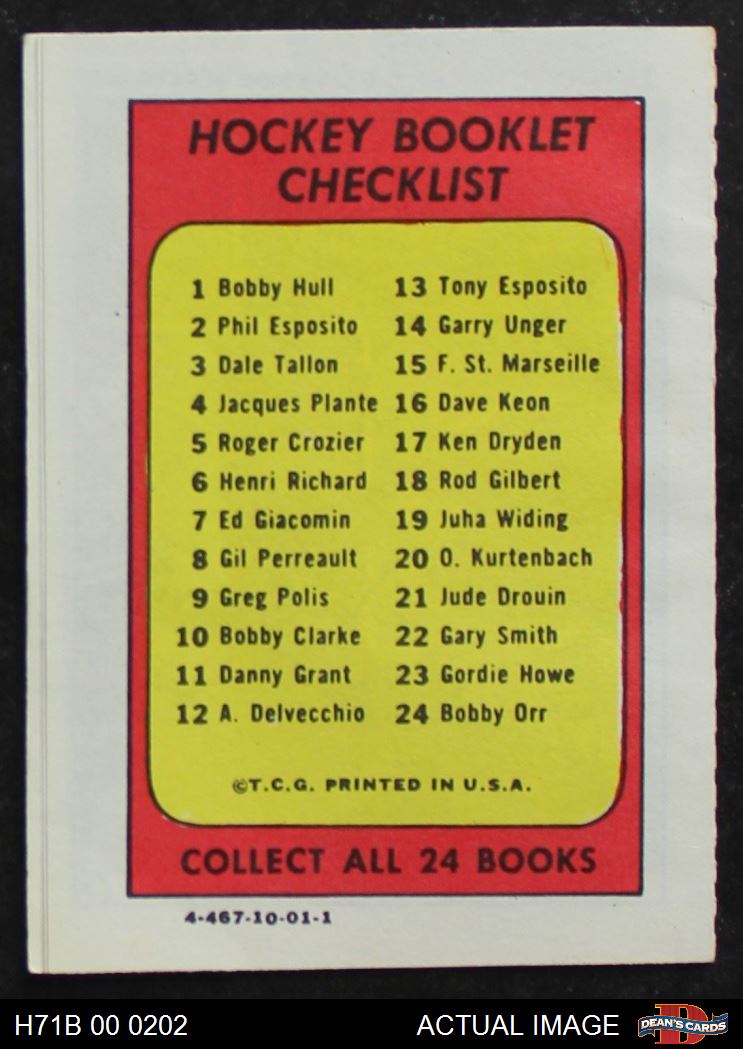 HOCKEY BOOKLET
CHECKLIST
1 Bobby Hull
2 Phil Esposito
3 Dale Tallon
4 Jacques Plante
5 Roger Crozier
6 Henri Richard
7 Ed Giacomin
8 Gil Perreault
9 Greg Polis
10 Bobby Clarke
11 Danny Grant
12 A. Delvecchio
13 Tony Esposito
14 Garry Unger
15 F. St. Marseille
16 Dave Keon
17 Ken Dryden
18 Rod Gilbert
19 Juha Widing
20 O. Kurtenbach
21 Jude Drouin
22 Gary Smith
23 Gordie Howe
24 Bobby Orr
©T.C.G. PRINTED IN U.S.A.
COLLECT ALL 24 BOOKS
4-467-10-01-1
H71B 00 0202
ACTUAL IMAGE
D
DEAN'S CARDS